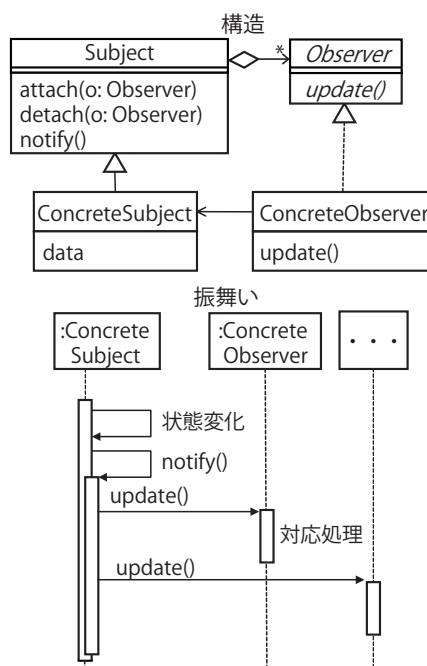 構造
Subject
attach(o: Observer)
detach(o: Observer)
notify()
*
Observer
update()
ConcreteSubject
data
ConcreteObserver
update()
振舞い
:Concrete
Subject
:Concrete
Observer
・・・
状態変化
notify()
update()
対応処理
update()